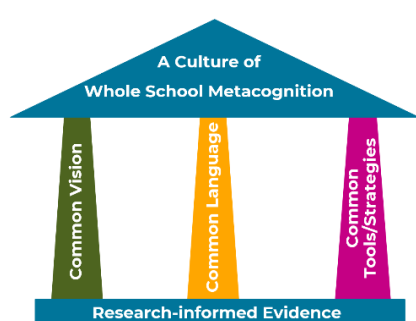 A Culture of
Whole School Metacognition
Common Vision
Common Language
Common
Tools/Strategies
Research-informed Evidence